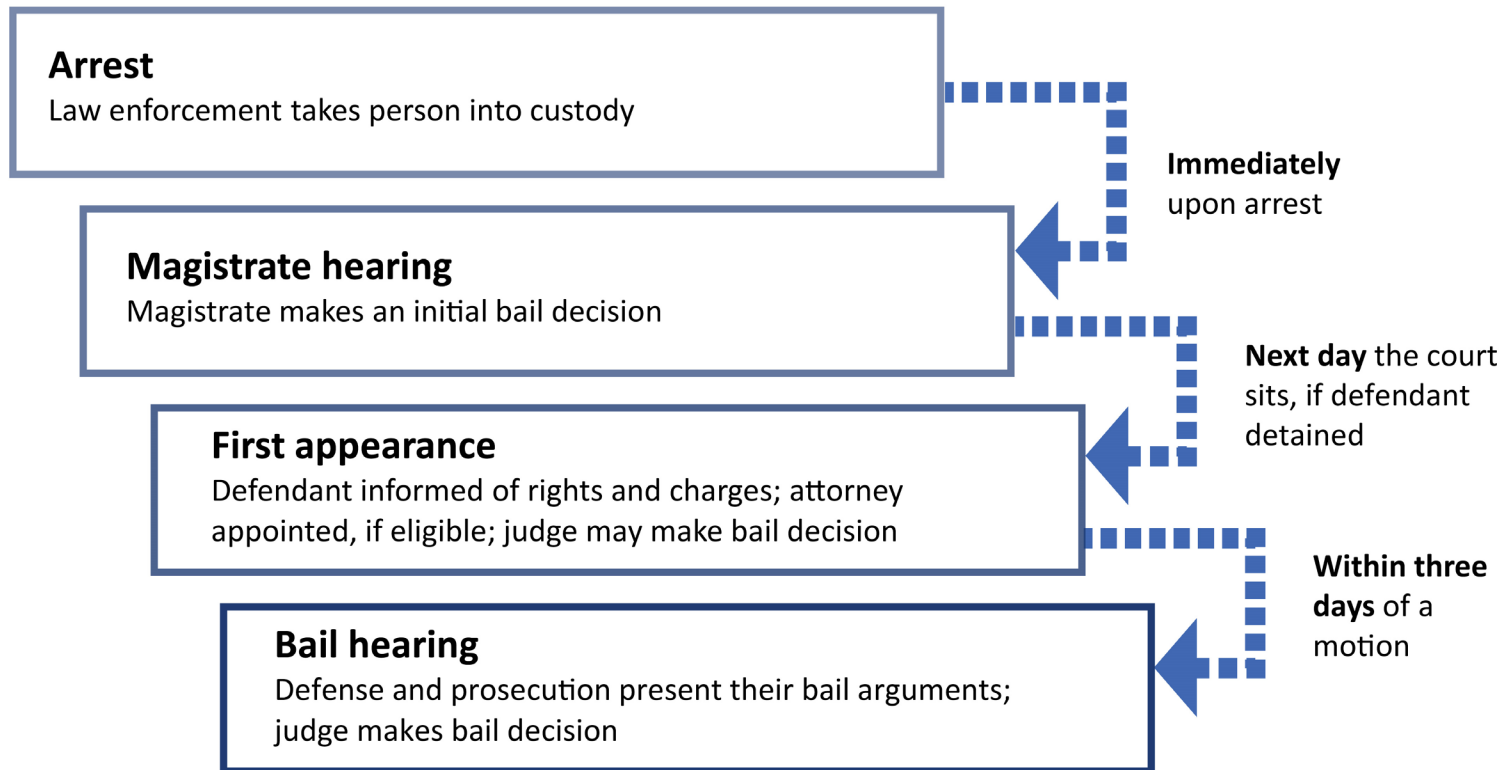 Arrest
Law enforcement takes person into custody
Immediately
upon arrest
Magistrate hearing
Magistrate makes an initial bail decision
Next day the court
sits, if defendant
detained
First appearance
Defendant informed of rights and charges; attorney
appointed, if eligible; judge may make bail decision
Within three
days of a
motion
Bail hearing
Defense and prosecution present their bail arguments;
judge makes bail decision